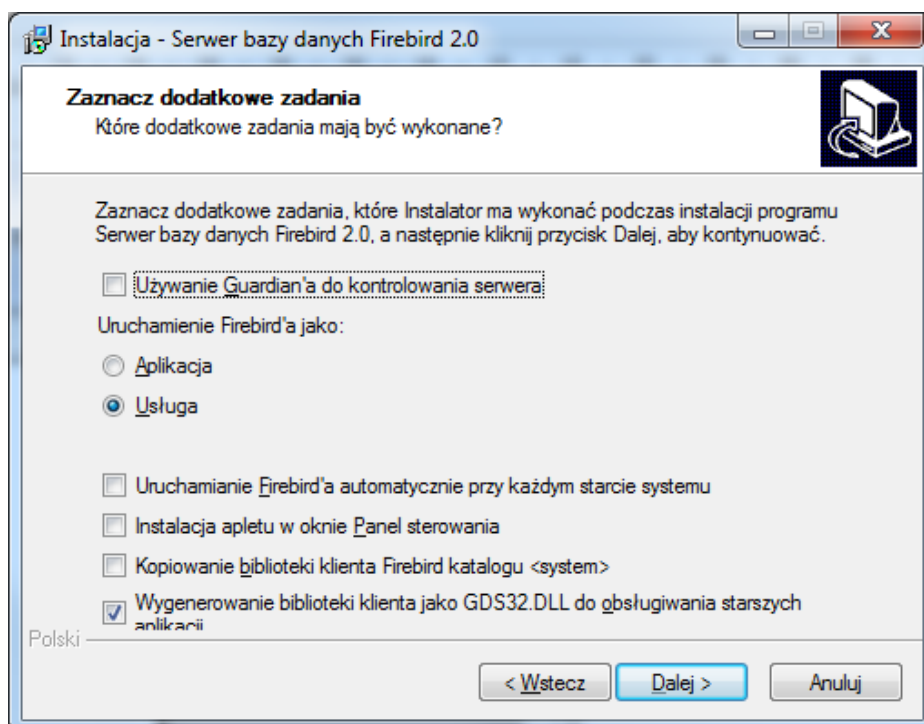 Instalacja - Serwer bazy danych Firebird 2.0
Zaznacz dodatkowe zadania
Które dodatkowe zadania mają być wykonane?
Zaznacz dodatkowe zadania, które Instalator ma wykonać podczas instalacji programu
Serwer bazy danych Firebird 2.0, a następnie kliknij przycisk Dalej, aby kontynuować.
Używanie Guardian'a do kontrolowania serwera
Uruchamienie Firebird'a jako:
Aplikacja
Usługa
Uruchamianie Firebird'a automatycznie przy każdym starcie systemu
Instalacja apletu w oknie Panel sterowania
Kopiowanie biblioteki klienta Firebird katalogu <system>
Wygenerowanie biblioteki klienta jako GDS32.DLL do obsługiwania starszych
aplikacji
Polski
< Wstecz
Dalej >
Anuluj